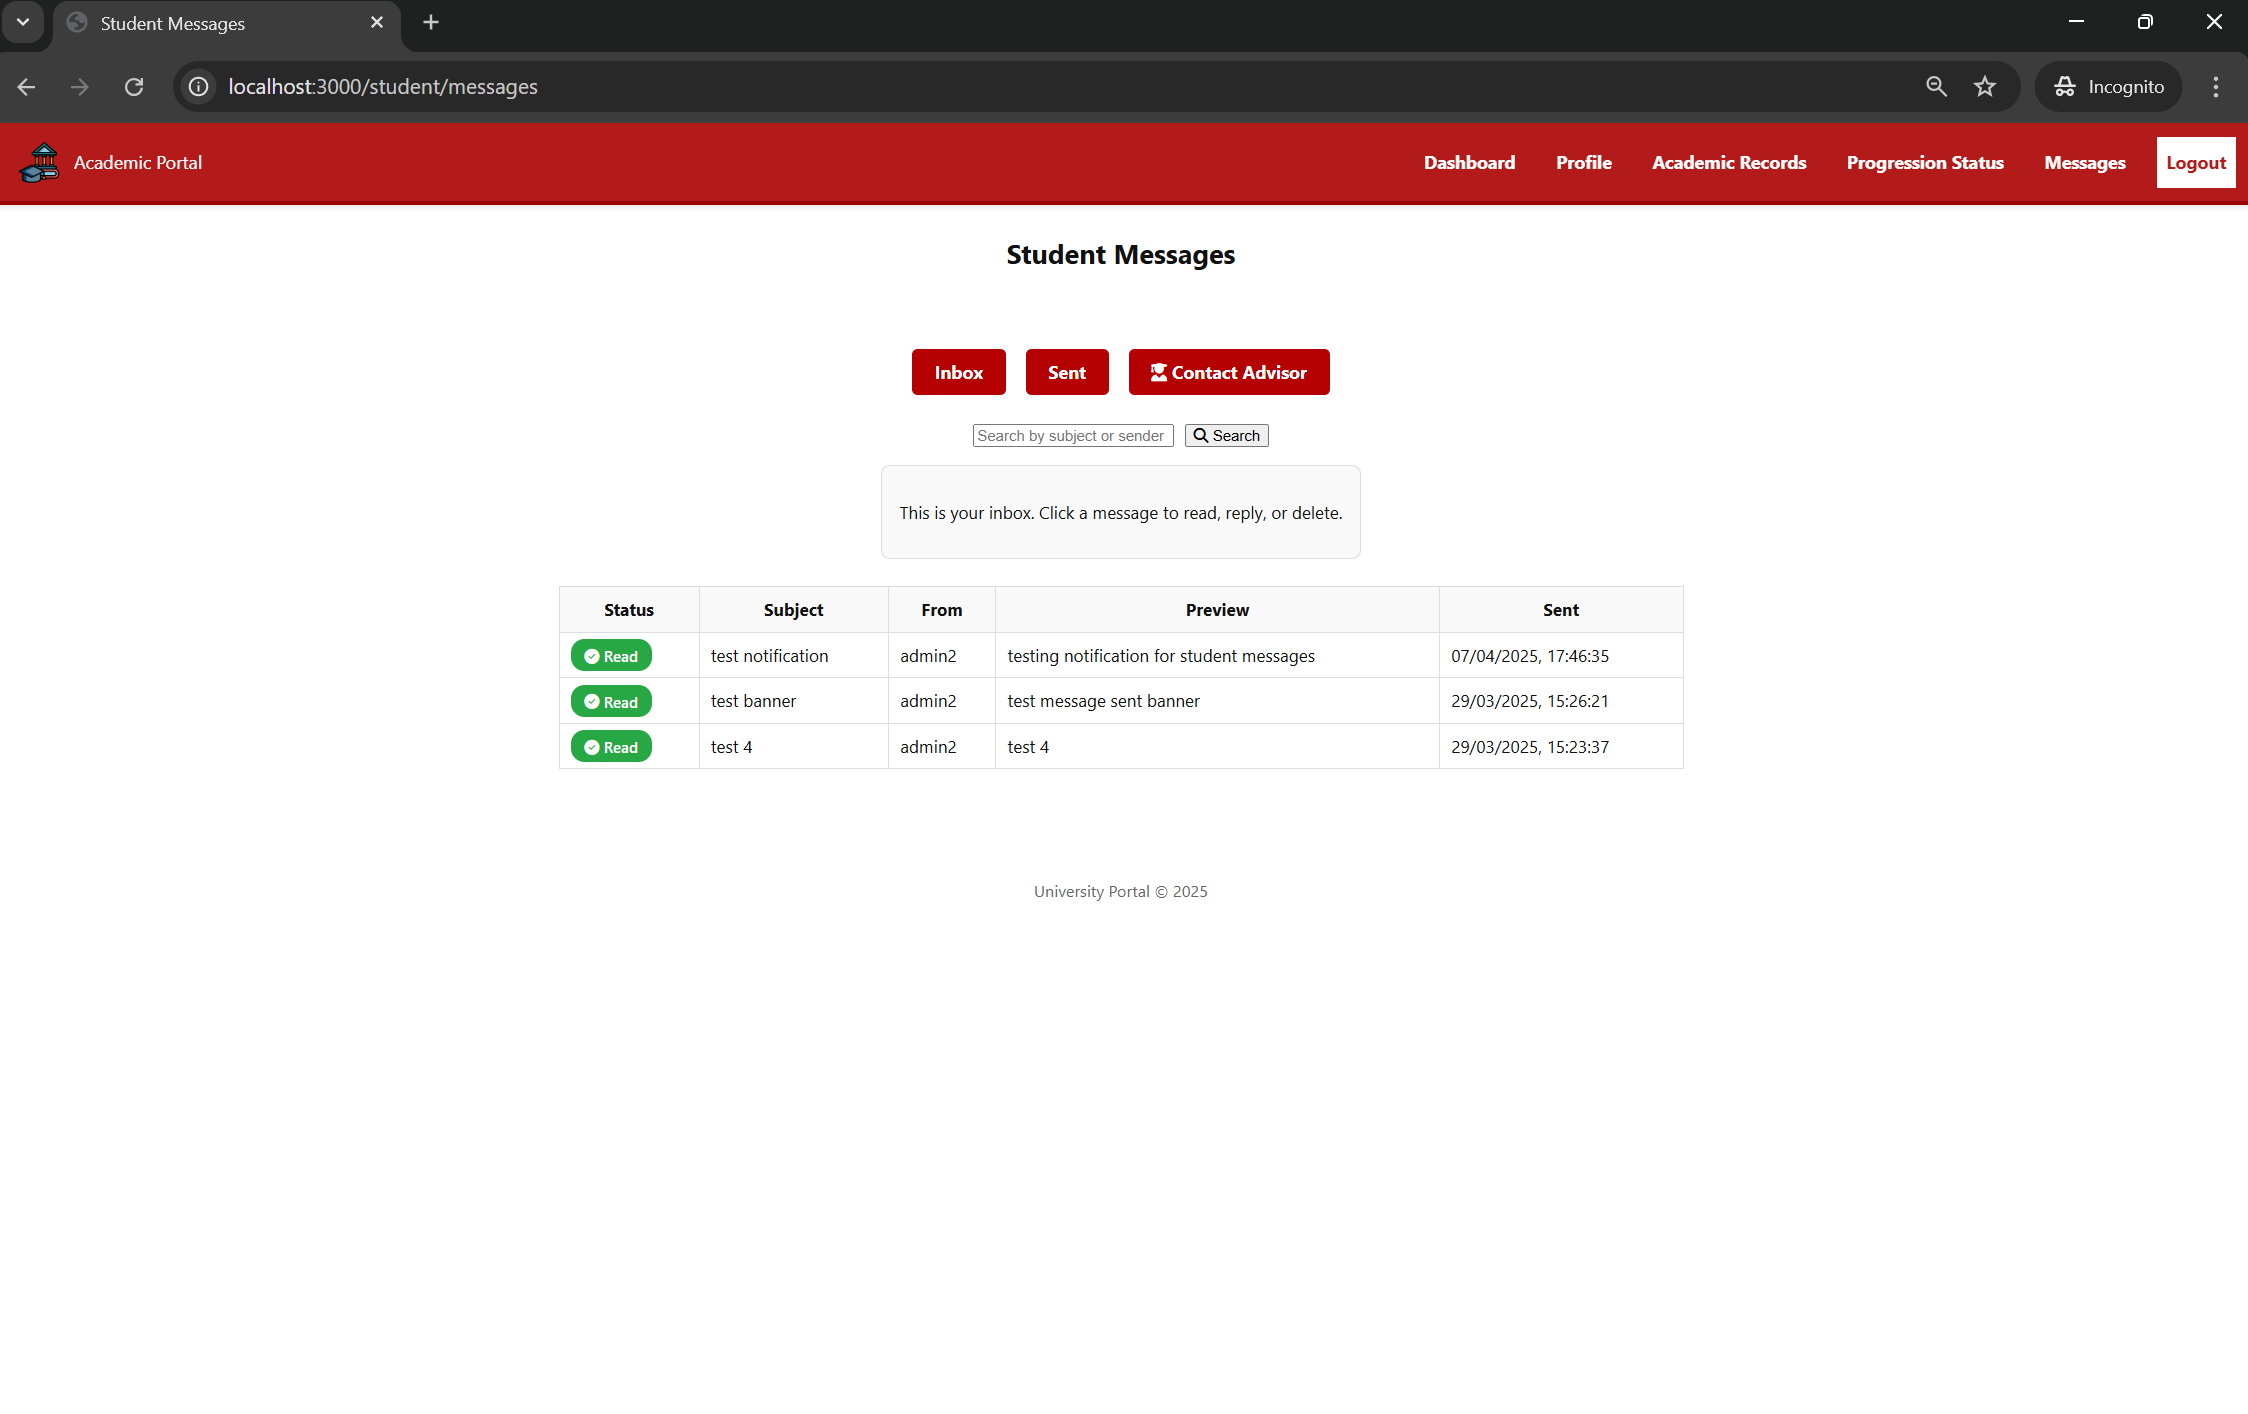 Student Messages
localhost:3000/student/messages
Incognito
Academic Portal
Dashboard Profile Academic Records Progression Status Messages Logout
Student Messages
Inbox Sent Contact Advisor
Search by subject or sender Search
This is your inbox. Click a message to read, reply, or delete.
Status Subject From Preview Sent
Read test notification admin2 testing notification for student messages 07/04/2025, 17:46:35
Read test banner admin2 test message sent banner 29/03/2025, 15:26:21
Read test 4 admin2 test 4 29/03/2025, 15:23:37
University Portal © 2025